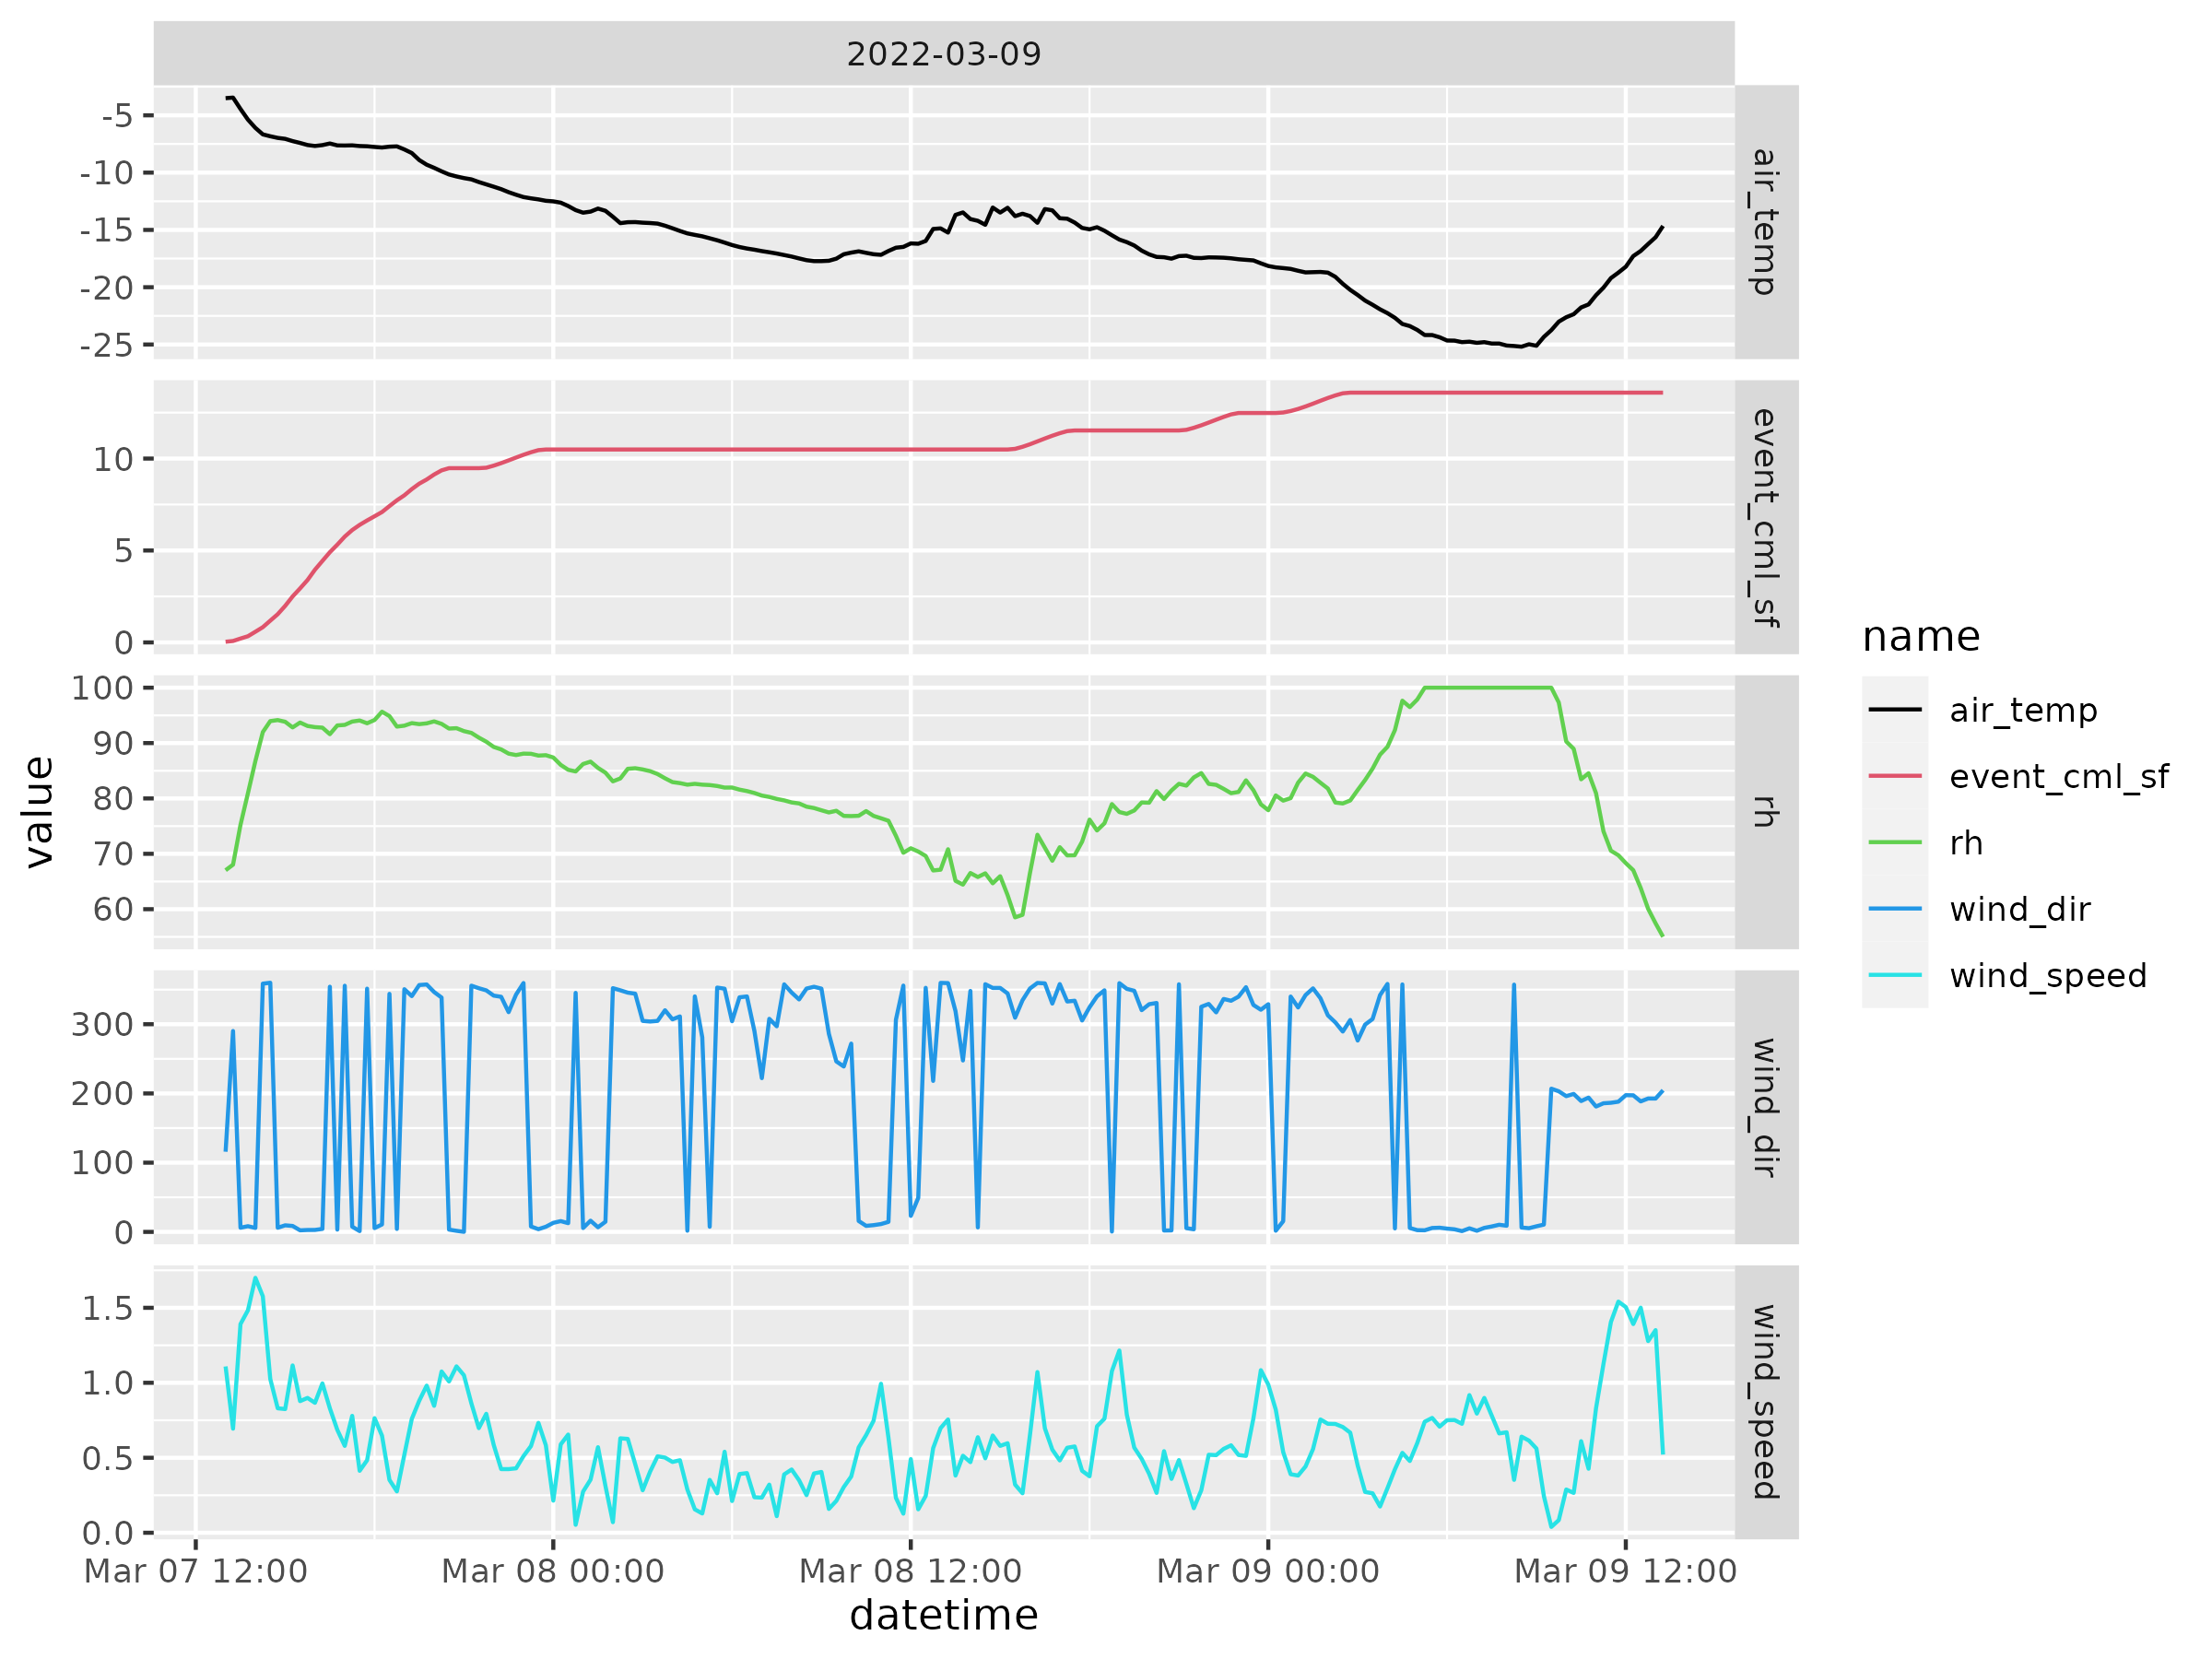 2022-03-09
-5
-10
-15
-20
-25
air_temp
10
5
0
event_cml_sf
100
90
80
70
60
rh
300
200
100
0
wind_dir
1.5
1.0
0.5
0.0
wind_speed
Mar 07 12:00
Mar 08 00:00
Mar 08 12:00
Mar 09 00:00
Mar 09 12:00
datetime
value
name
air_temp
event_cml_sf
rh
wind_dir
wind_speed